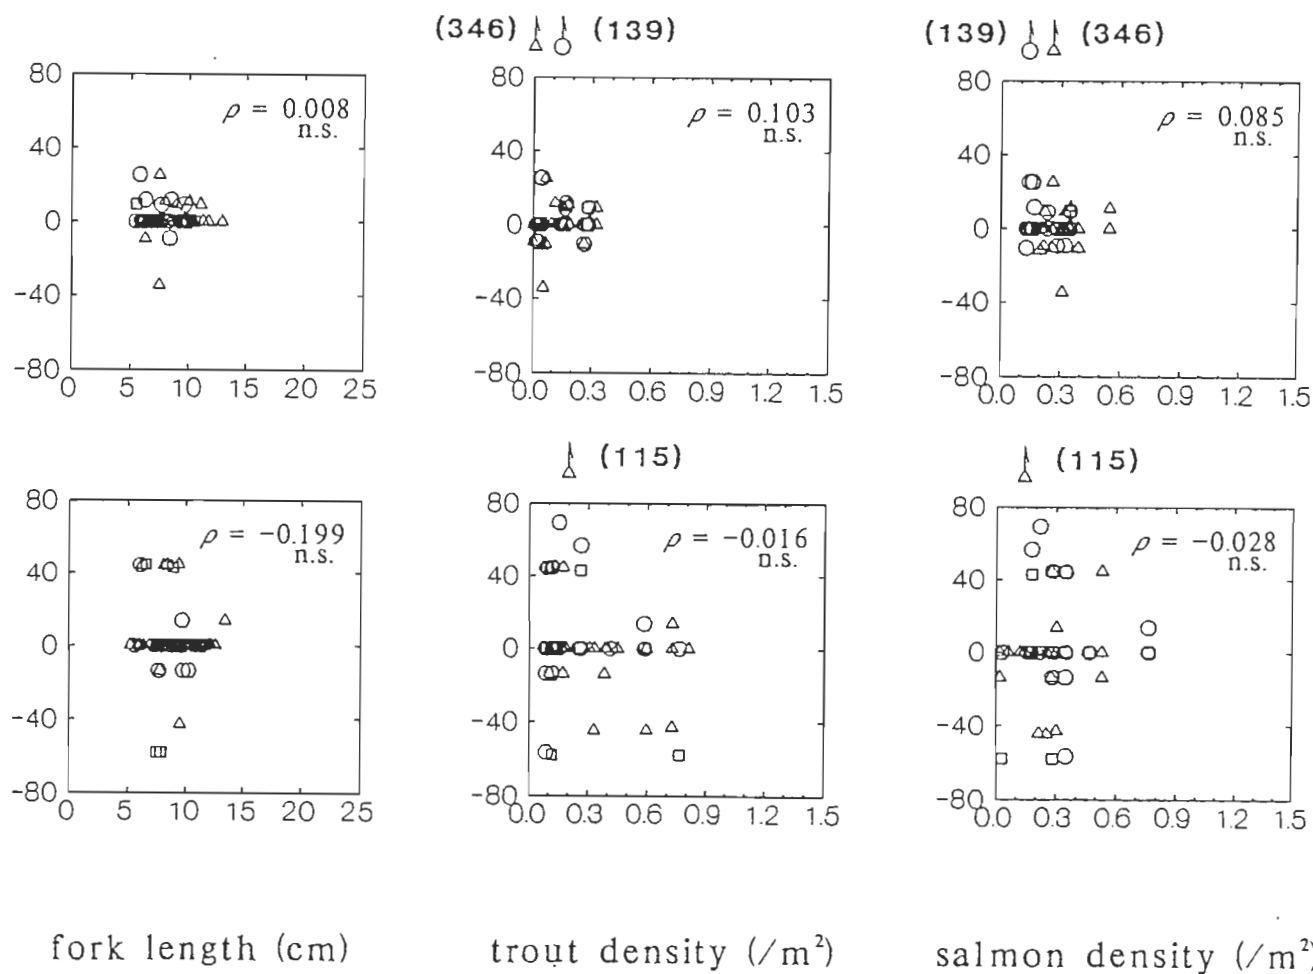 (346) (139)
(139) (346)
80
40
0
-40
-80
0 5 10 15 20 25
ρ = 0.008
n.s.
80
40
0
-40
-80
0.0 0.3 0.6 0.9 1.2 1.5
ρ = 0.103
n.s.
80
40
0
-40
-80
0.0 0.3 0.6 0.9 1.2 1.5
ρ = 0.085
n.s.
(115)
(115)
80
40
0
-40
-80
0 5 10 15 20 25
ρ = -0.199
n.s.
80
40
0
-40
-80
0.0 0.3 0.6 0.9 1.2 1.5
ρ = -0.016
n.s.
80
40
0
-40
-80
0.0 0.3 0.6 0.9 1.2 1.5
ρ = -0.028
n.s.
fork length (cm)
trout density (/m²)
salmon density (/m²)